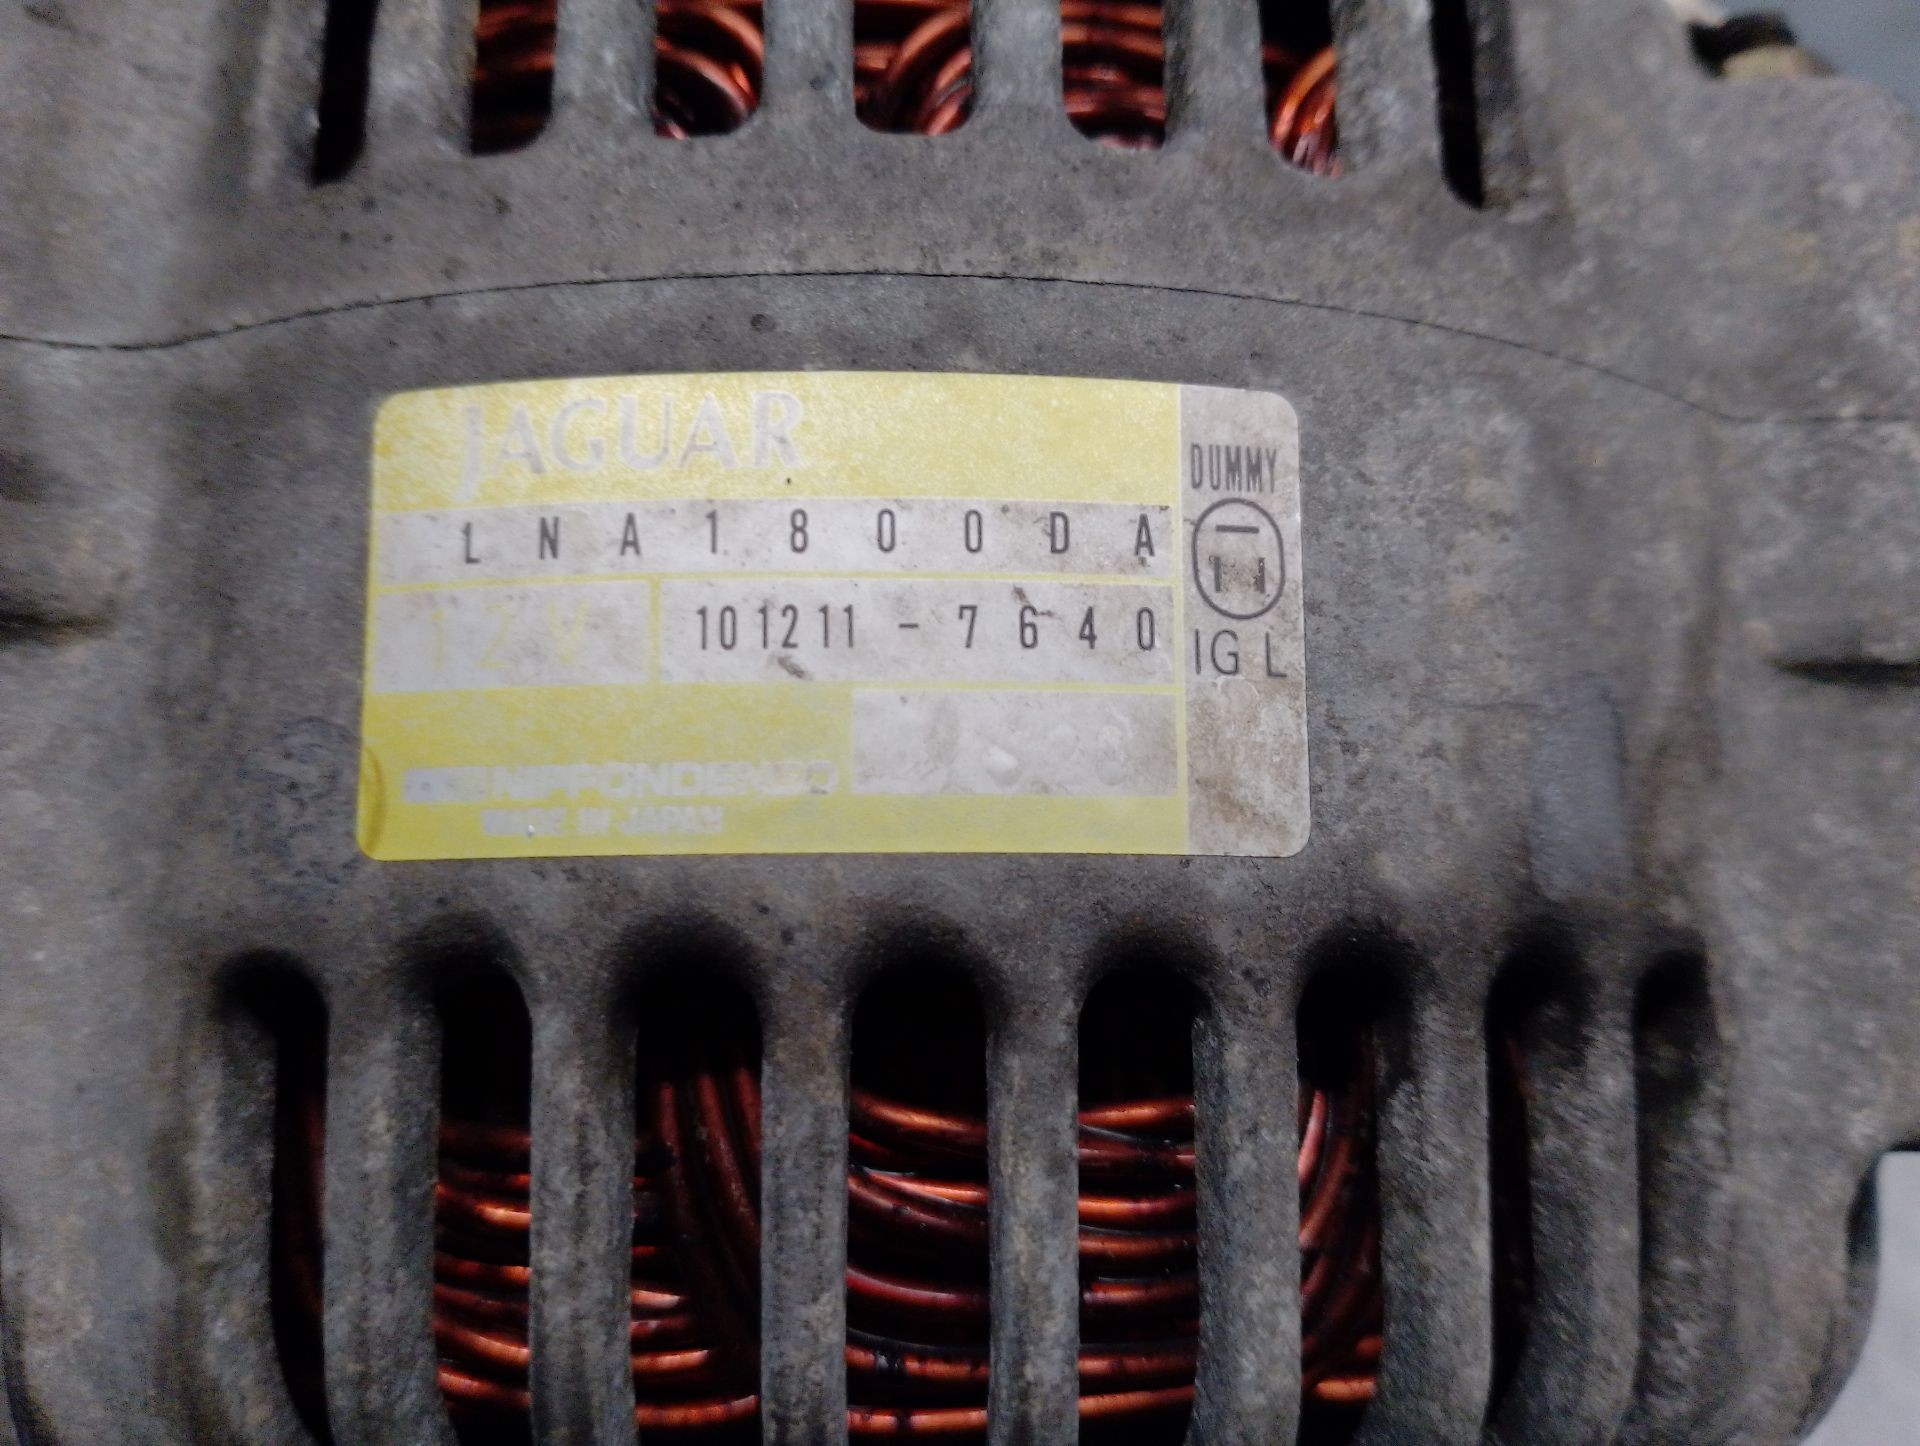 JAGUAR
DUMMY
LNA1800DA
12V 101211-7640
IG L
NIPPONDENSO
MADE IN JAPAN